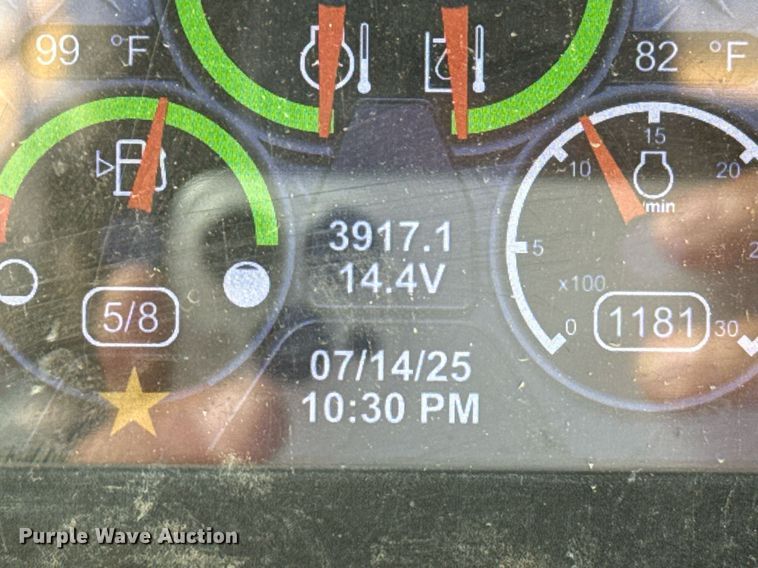 99 °F
82 °F
15
10
20
/min
5
3917.1
14.4V
x100
5/8
1181
0
30
07/14/25
10:30 PM
Purple Wave Auction